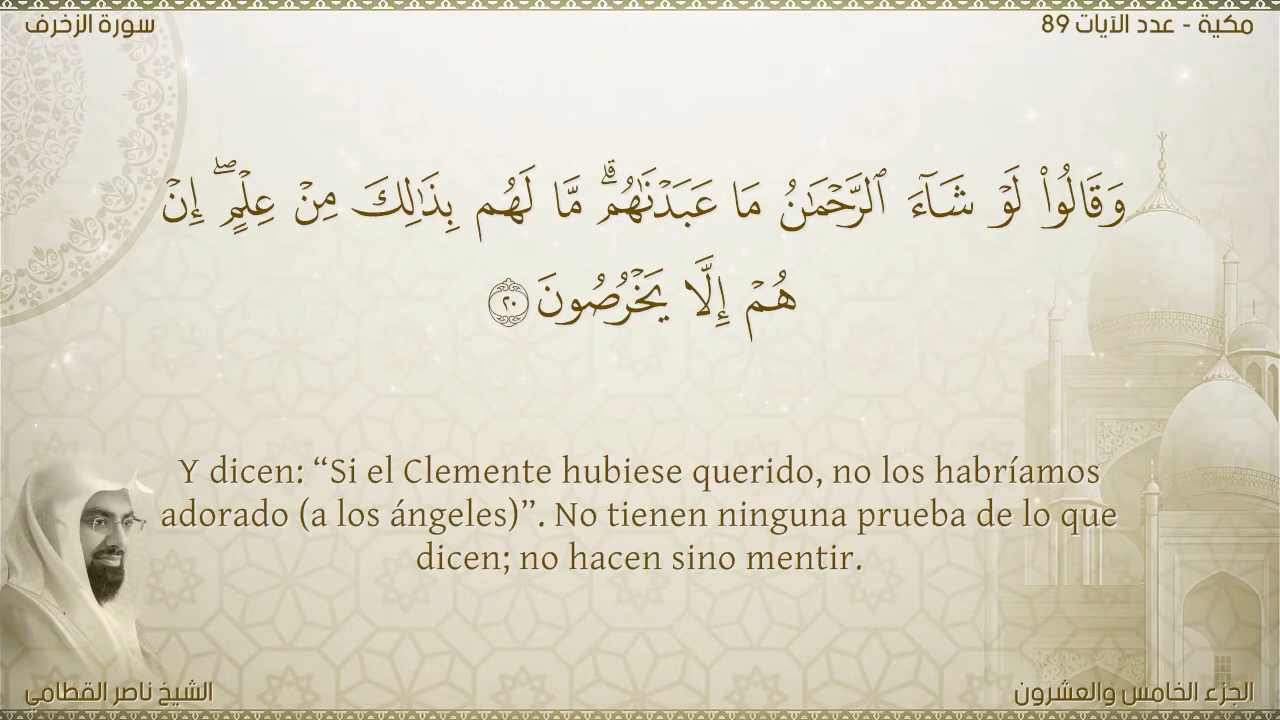 سورة الزخرف
مكية - عدد الآيات 89
وَقَالُوا۟ لَوْ شَآءَ ٱلرَّحْمَـٰنُ مَا عَبَدْنَـٰهُم ۗ مَّا لَهُم بِذَٰلِكَ مِنْ عِلْمٍ ۖ إِنْ
هُمْ إِلَّا يَخْرُصُونَ ٢٠
Y dicen: “Si el Clemente hubiese querido, no los habríamos
adorado (a los ángeles)”. No tienen ninguna prueba de lo que
dicen; no hacen sino mentir.
الشيخ ناصر القطامي
الجزء الخامس والعشرون